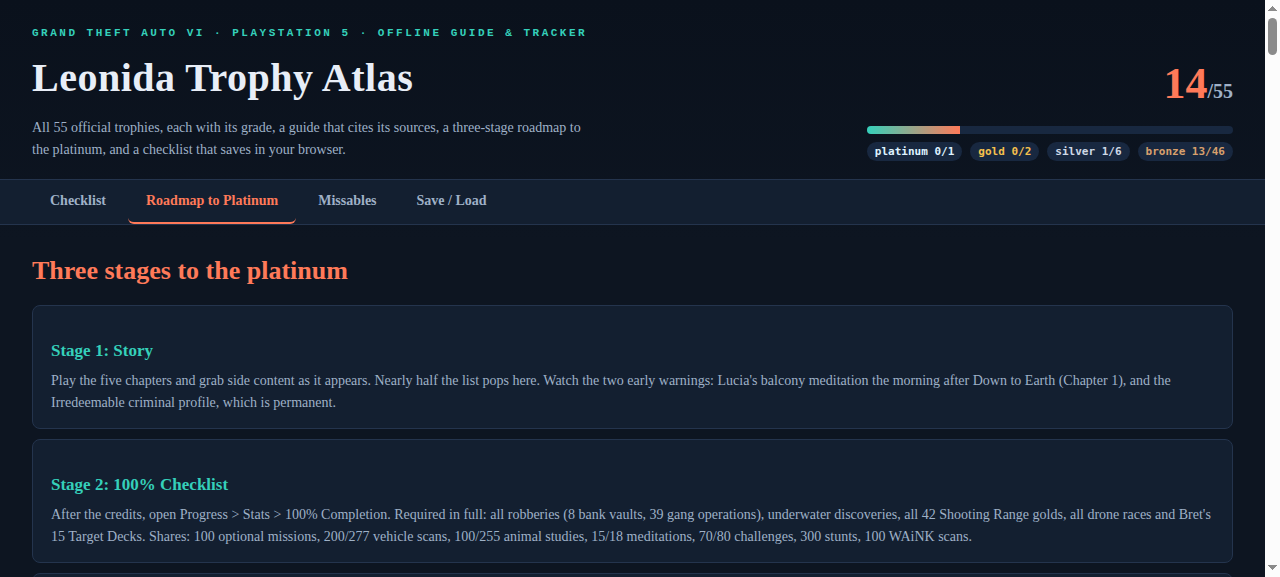 GRAND THEFT AUTO VI · PLAYSTATION 5 · OFFLINE GUIDE & TRACKER
Leonida Trophy Atlas
14/55
All 55 official trophies, each with its grade, a guide that cites its sources, a three-stage roadmap to
the platinum, and a checklist that saves in your browser.
platinum 0/1 gold 0/2 silver 1/6 bronze 13/46
Checklist Roadmap to Platinum Missables Save / Load
Three stages to the platinum
Stage 1: Story
Play the five chapters and grab side content as it appears. Nearly half the list pops here. Watch the two early warnings: Lucia's balcony meditation the morning after Down to Earth (Chapter 1), and the
Irredeemable criminal profile, which is permanent.
Stage 2: 100% Checklist
After the credits, open Progress > Stats > 100% Completion. Required in full: all robberies (8 bank vaults, 39 gang operations), underwater discoveries, all 42 Shooting Range golds, all drone races and Bret's
15 Target Decks. Shares: 100 optional missions, 200/277 vehicle scans, 100/255 animal studies, 15/18 meditations, 70/80 challenges, 300 stunts, 100 WAiNK scans.